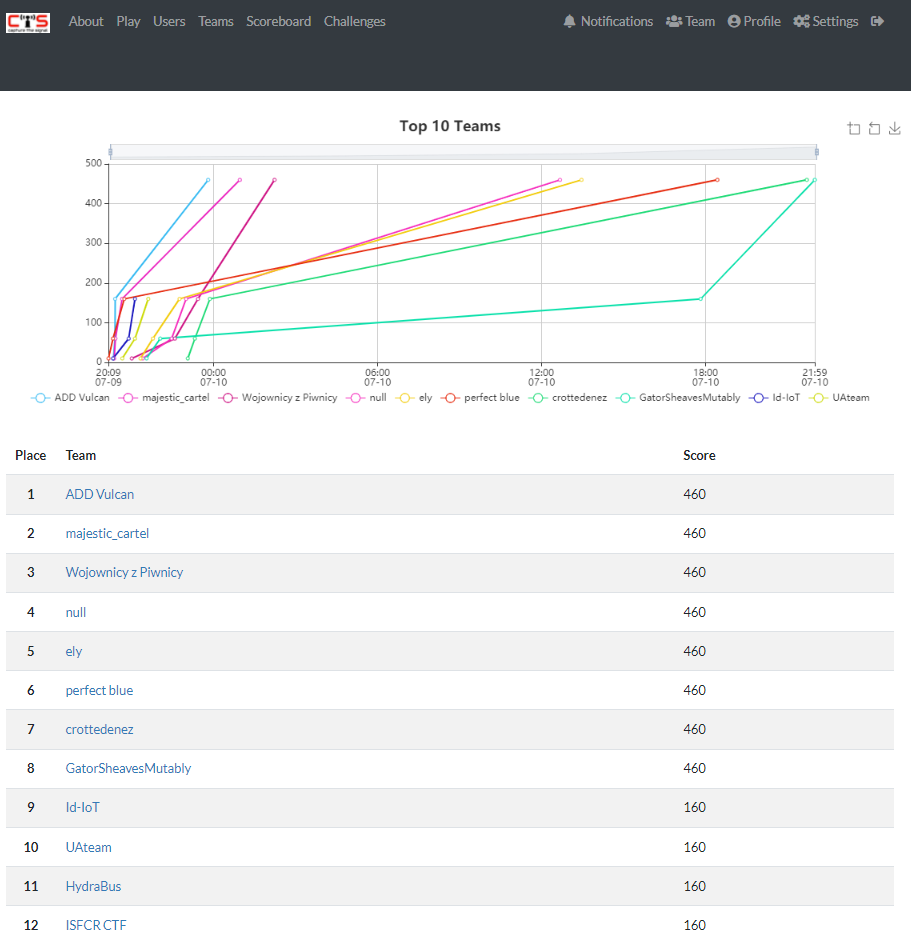 CTS About Play Users Teams Scoreboard Challenges Notifications Team Profile Settings
capture the signal
Top 10 Teams
500
400
300
200
100
0
20:09 00:00 06:00 12:00 18:00 21:59
07-09 07-10 07-10 07-10 07-10 07-10
ADD Vulcan majestic_cartel Wojownicy z Piwnicy null ely perfect blue crottedenez GatorSheavesMutably Id-IoT UAteam
Place Team Score
1 ADD Vulcan 460
2 majestic_cartel 460
3 Wojownicy z Piwnicy 460
4 null 460
5 ely 460
6 perfect blue 460
7 crottedenez 460
8 GatorSheavesMutably 460
9 Id-IoT 160
10 UAteam 160
11 HydraBus 160
12 ISFCR CTF 160